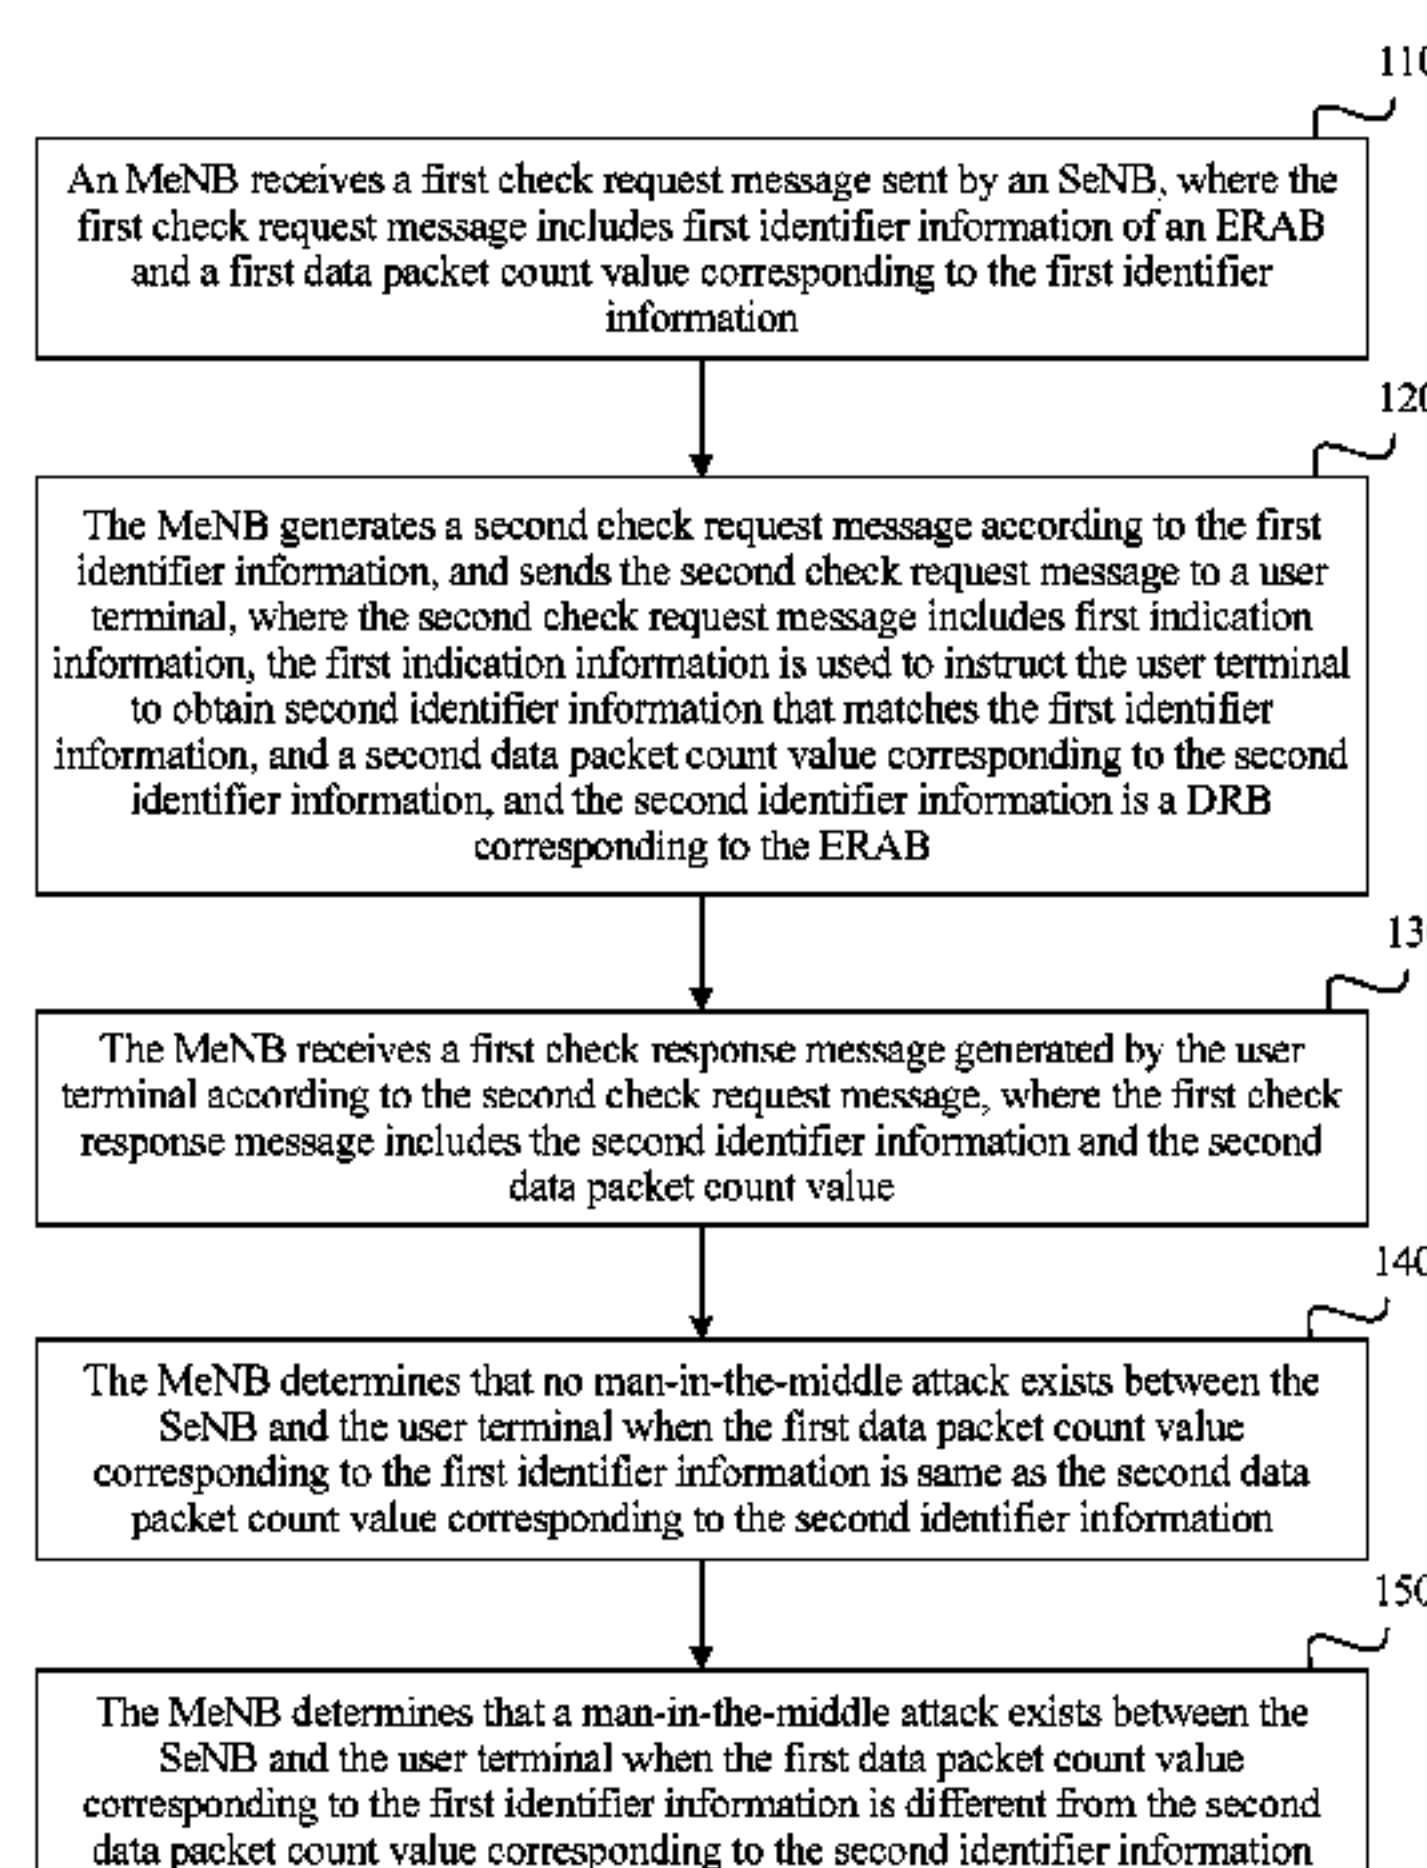 110
An MeNB receives a first check request message sent by an SeNB, where the
first check request message includes first identifier information of an ERAB
and a first data packet count value corresponding to the first identifier
information
120
The MeNB generates a second check request message according to the first
identifier information, and sends the second check request message to a user
terminal, where the second check request message includes first indication
information, the first indication information is used to instruct the user terminal
to obtain second identifier information that matches the first identifier
information, and a second data packet count value corresponding to the second
identifier information, and the second identifier information is a DRB
corresponding to the ERAB
13
The MeNB receives a first check response message generated by the user
terminal according to the second check request message, where the first check
response message includes the second identifier information and the second
data packet count value
140
The MeNB determines that no man-in-the-middle attack exists between the
SeNB and the user terminal when the first data packet count value
corresponding to the first identifier information is same as the second data
packet count value corresponding to the second identifier information
150
The MeNB determines that a man-in-the-middle attack exists between the
SeNB and the user terminal when the first data packet count value
corresponding to the first identifier information is different from the second
data packet count value corresponding to the second identifier information